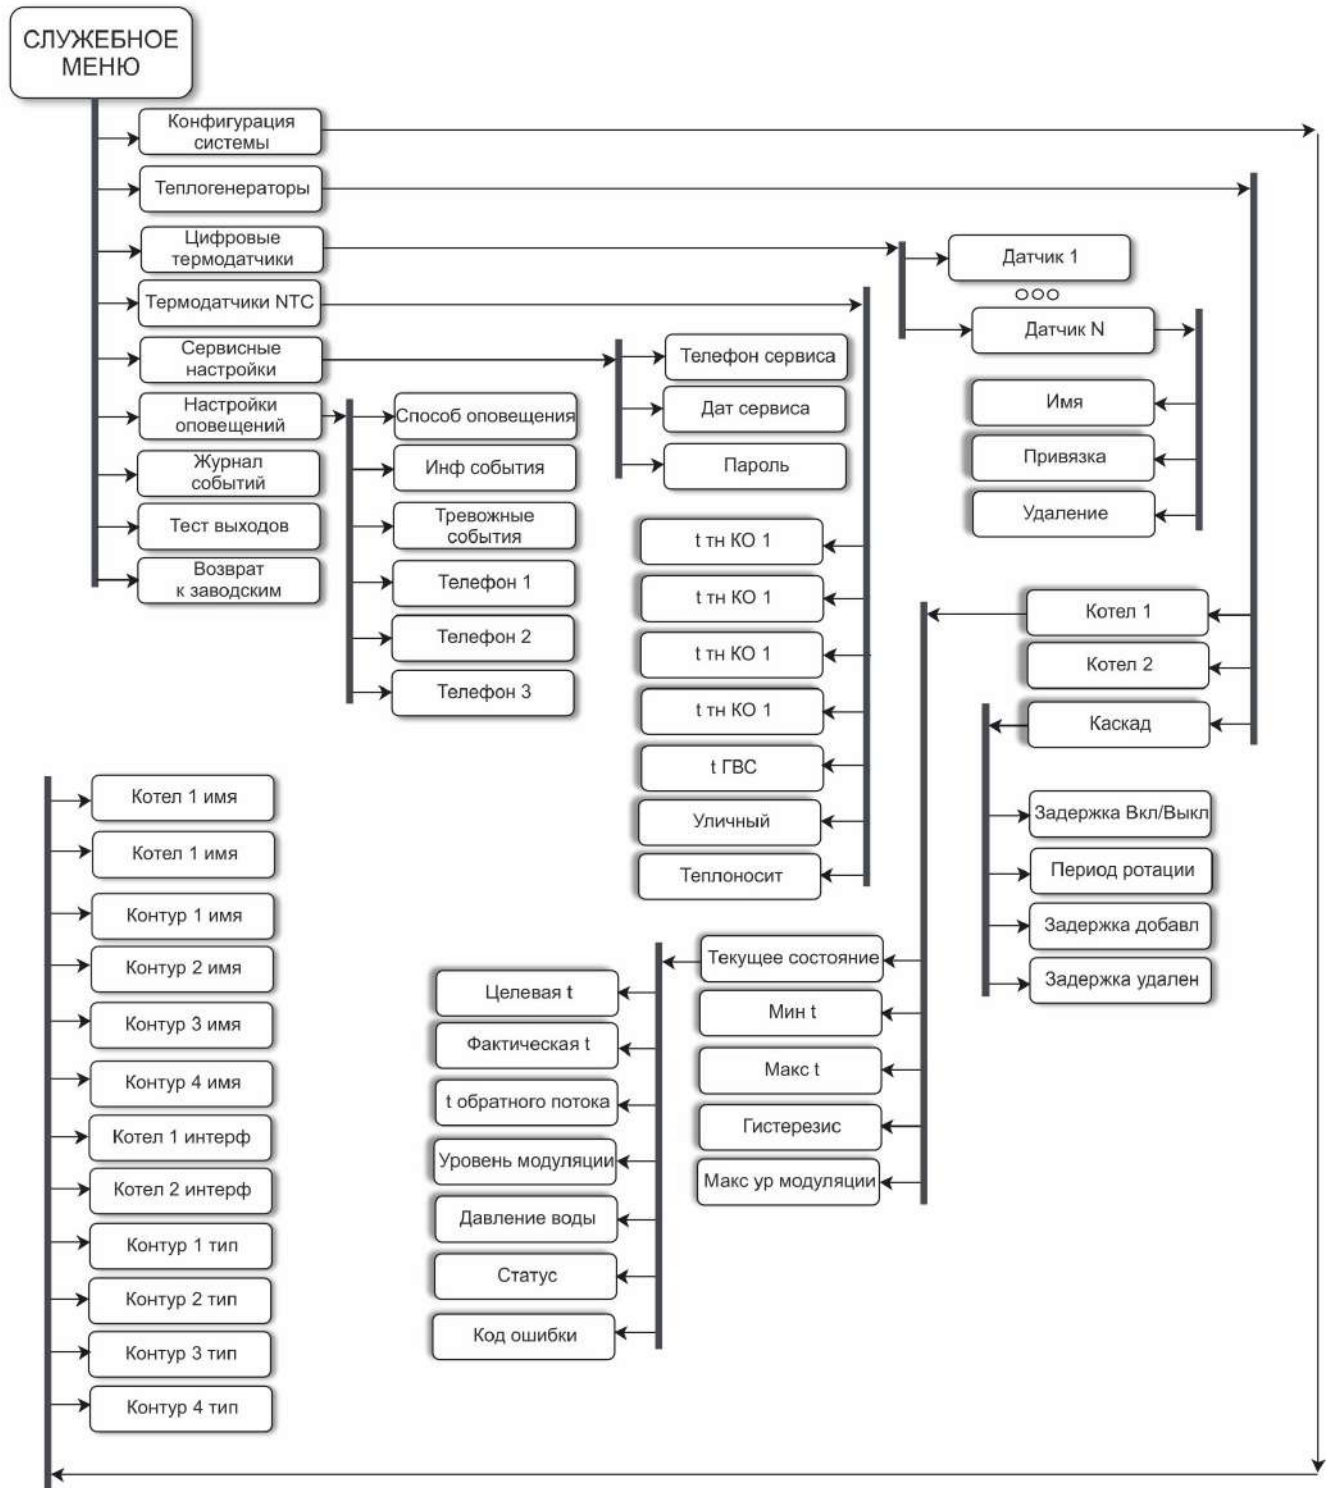 СЛУЖЕБНОЕ
МЕНЮ
Конфигурация
системы
Теплогенераторы
Цифровые
термодатчики
Термодатчики NTC
Сервисные
настройки
Настройки
оповещений
Журнал
событий
Тест выходов
Возврат
к заводским
Датчик 1
Датчик N
Имя
Привязка
Удаление
Телефон сервиса
Дат сервиса
Пароль
Способ оповещения
Инф события
Тревожные
события
Телефон 1
Телефон 2
Телефон 3
t тн КО 1
t тн КО 1
t тн КО 1
t тн КО 1
t ГВС
Уличный
Теплоносит
Котел 1
Котел 2
Каскад
Задержка Вкл/Выкл
Период ротации
Задержка добавл
Задержка удален
Текущее состояние
Мин t
Макс t
Гистерезис
Макс ур модуляции
Целевая t
Фактическая t
t обратного потока
Уровень модуляции
Давление воды
Статус
Код ошибки
Котел 1 имя
Котел 1 имя
Контур 1 имя
Контур 2 имя
Контур 3 имя
Контур 4 имя
Котел 1 интерф
Котел 2 интерф
Контур 1 тип
Контур 2 тип
Контур 3 тип
Контур 4 тип